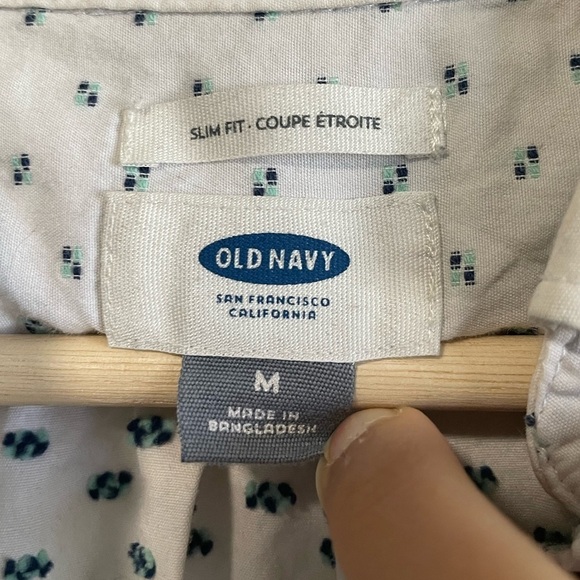 SLIM FIT · COUPE ÉTROITE
OLD NAVY
SAN FRANCISCO
CALIFORNIA
M
MADE IN
BANGLADESH